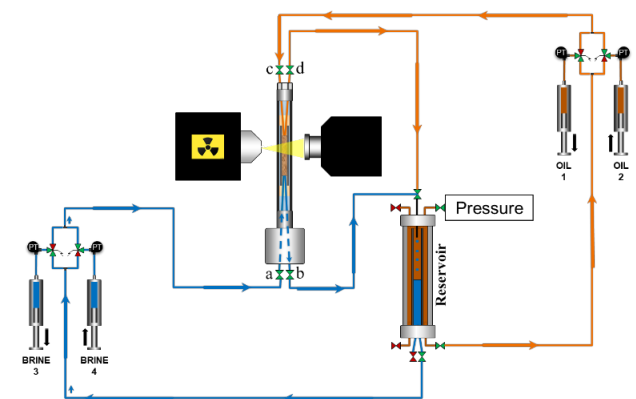 c d
PT PT
OIL
1
OIL
2
Pressure
Reservoir
PT PT
a b
BRINE
3
BRINE
4